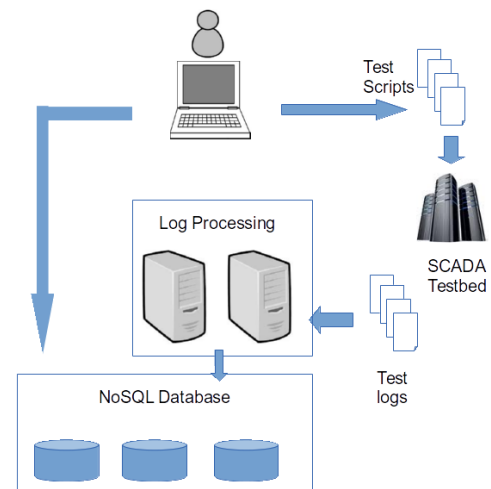 Test
Scripts
Log Processing
SCADA
Testbed
Test
logs
NoSQL Database